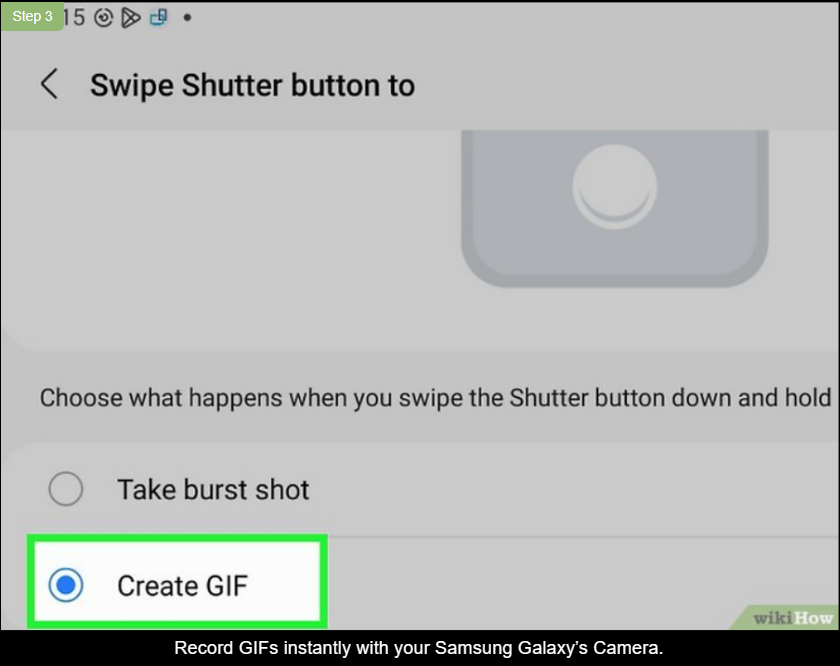 Step 3
15
Swipe Shutter button to
Choose what happens when you swipe the Shutter button down and hold
Take burst shot
Create GIF
wikiHow
Record GIFs instantly with your Samsung Galaxy’s Camera.